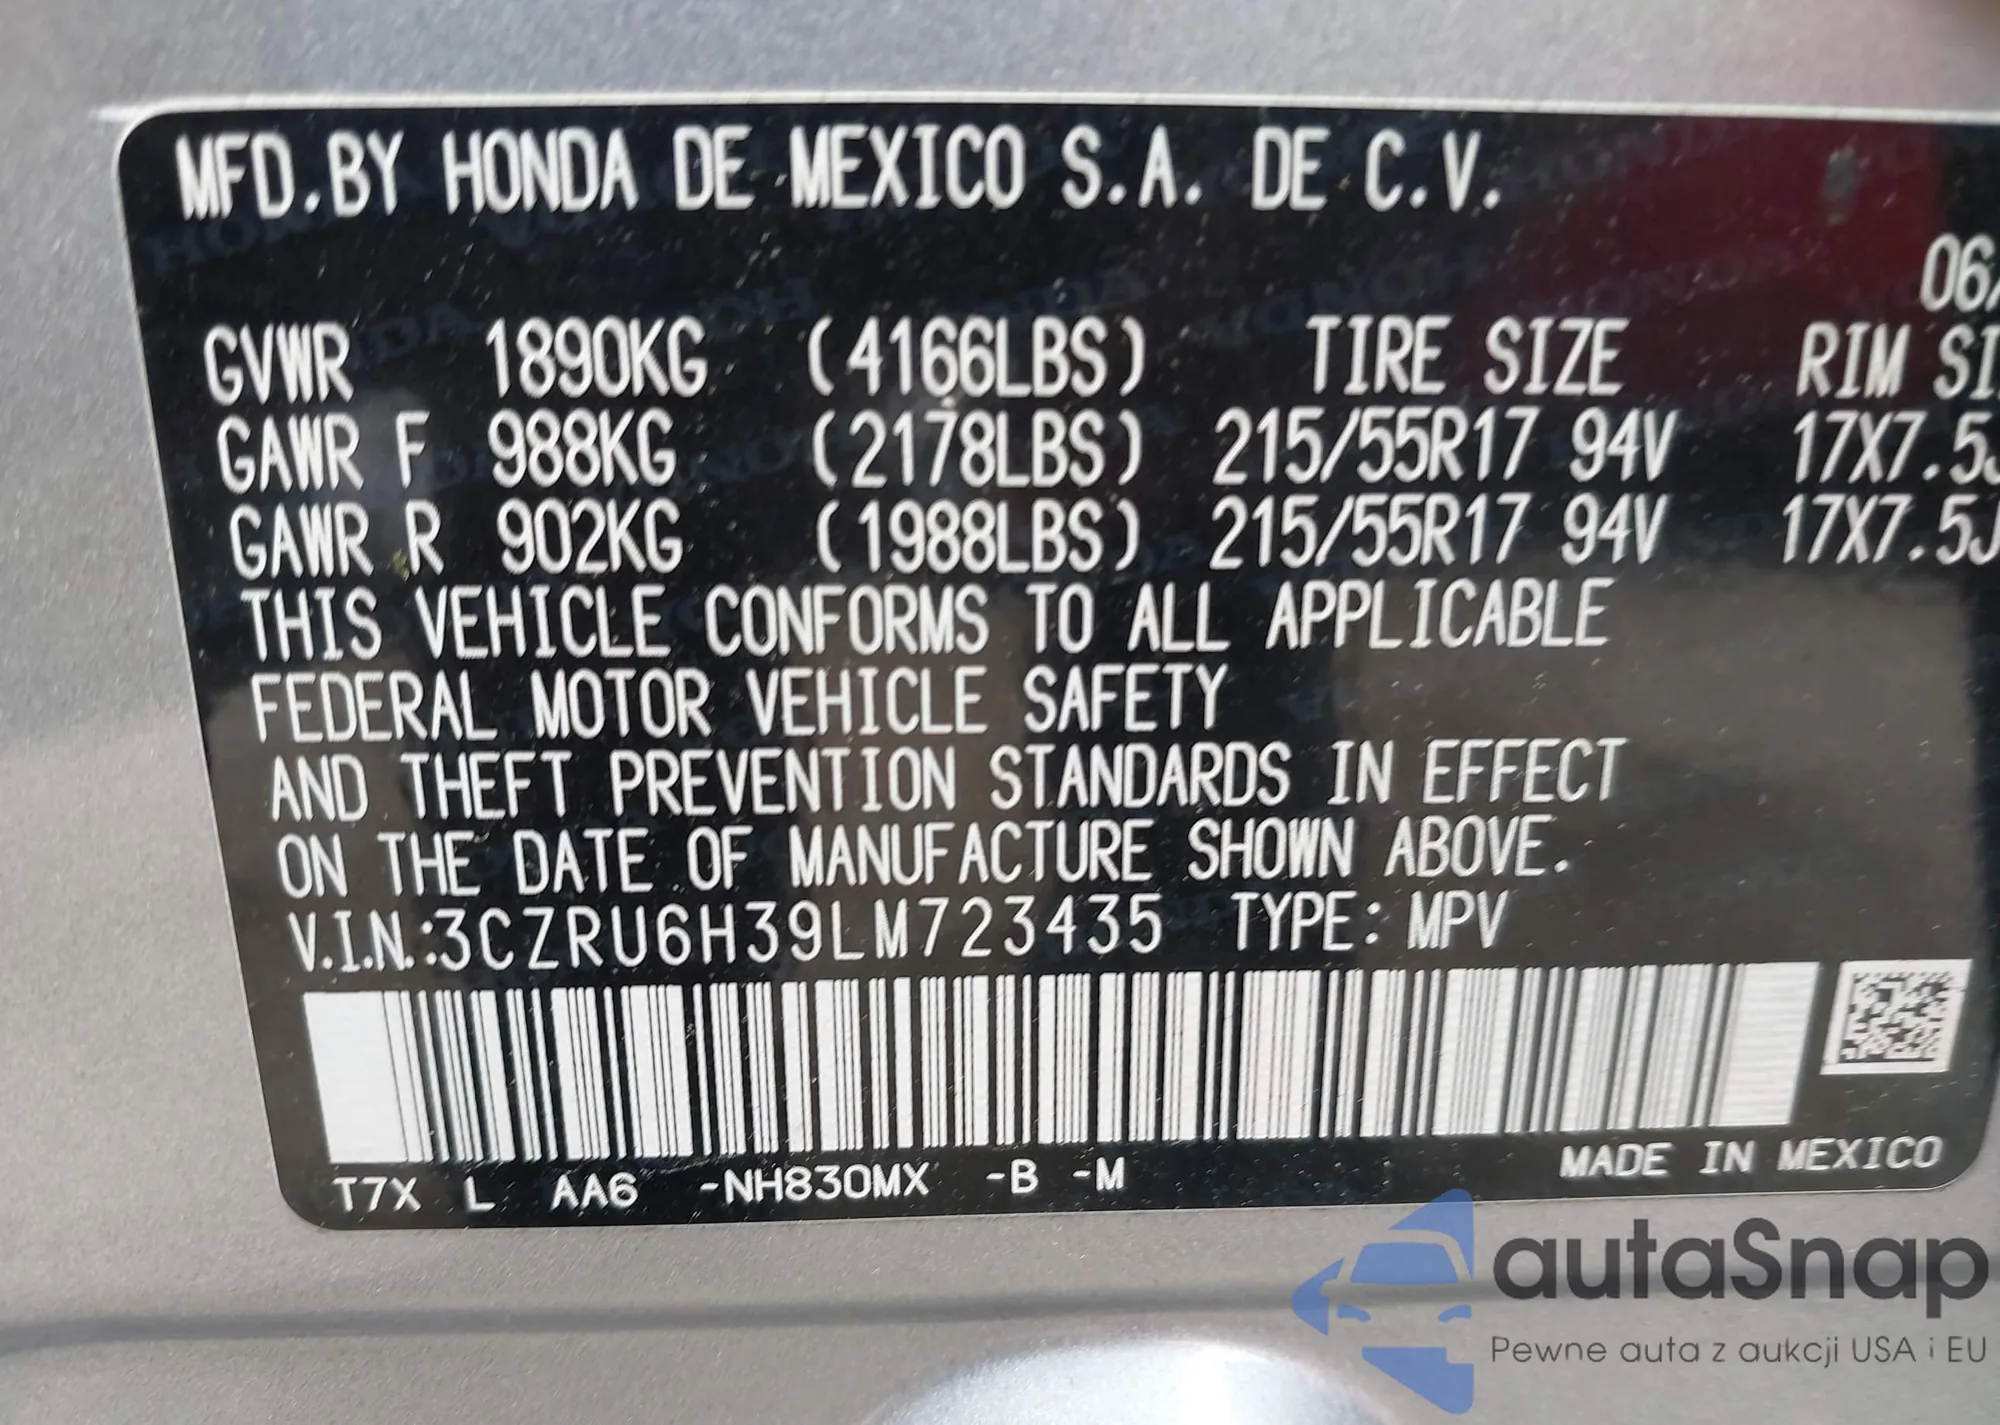 MFD.BY HONDA DE MEXICO S.A. DE C.V.
06/
GVWR 1890KG (4166LBS) TIRE SIZE RIM SI
GAWR F 988KG (2178LBS) 215/55R17 94V 17X7.5J
GAWR R 902KG (1988LBS) 215/55R17 94V 17X7.5J
THIS VEHICLE CONFORMS TO ALL APPLICABLE
FEDERAL MOTOR VEHICLE SAFETY
AND THEFT PREVENTION STANDARDS IN EFFECT
ON THE DATE OF MANUFACTURE SHOWN ABOVE.
V.I.N.:3CZRU6H39LM723435 TYPE: MPV
T7X L AA6 -NH830MX -B -M
MADE IN MEXICO
autaSnap
Pewne auta z aukcji USA i EU